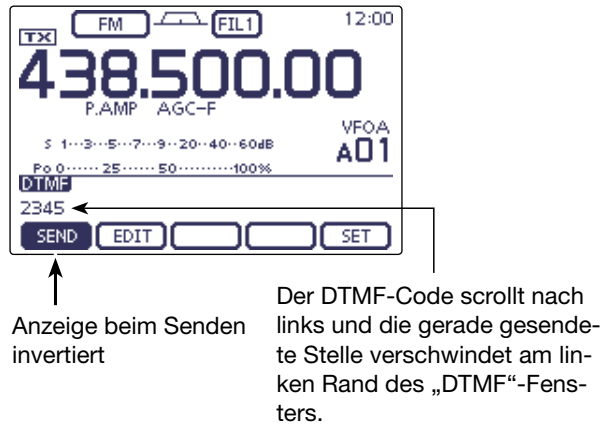 FM FIL1 12:00
TX
438.500.00
P.AMP AGC-F
VFOA
S 1···3···5···7···9··20··40··60dB
A01
Po 0······25······50··········100%
DTMF
2345
SEND EDIT SET
Anzeige beim Senden
invertiert
Der DTMF-Code scrollt nach
links und die gerade gesende-
te Stelle verschwindet am lin-
ken Rand des „DTMF“-Fens-
ters.